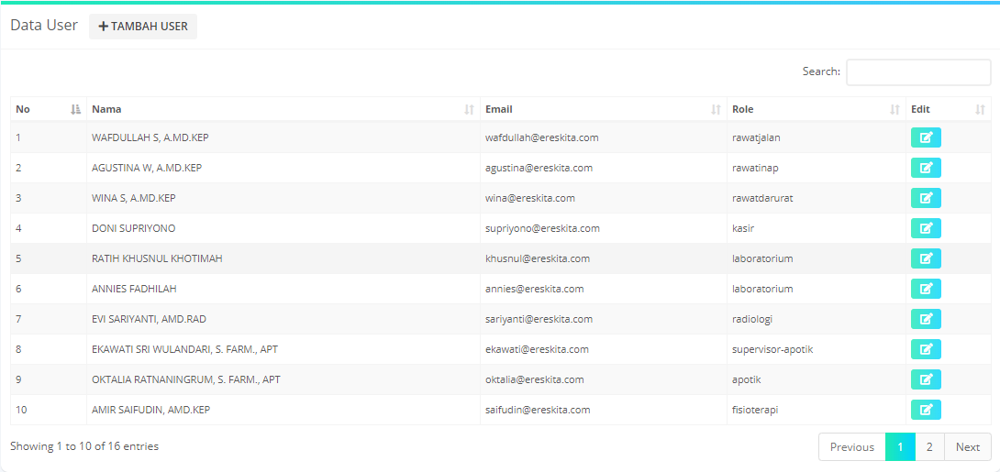 Data User + TAMBAH USER
Search:
No Nama Email Role Edit
1 WAFDULLAH S, A.MD.KEP wafdullah@ereskita.com rawatjalan
2 AGUSTINA W, A.MD.KEP agustina@ereskita.com rawatinap
3 WINA S, A.MD.KEP wina@ereskita.com rawatdarurat
4 DONI SUPRIYONO supriyono@ereskita.com kasir
5 RATIH KHUSNUL KHOTIMAH khusnul@ereskita.com laboratorium
6 ANNIES FADHILAH annies@ereskita.com laboratorium
7 EVI SARIYANTI, AMD.RAD sariyanti@ereskita.com radiologi
8 EKAWATI SRI WULANDARI, S. FARM., APT ekawati@ereskita.com supervisor-apotik
9 OKTALIA RATNANINGRUM, S. FARM., APT oktalia@ereskita.com apotik
10 AMIR SAIFUDIN, AMD.KEP saifudin@ereskita.com fisioterapi
Showing 1 to 10 of 16 entries Previous 1 2 Next